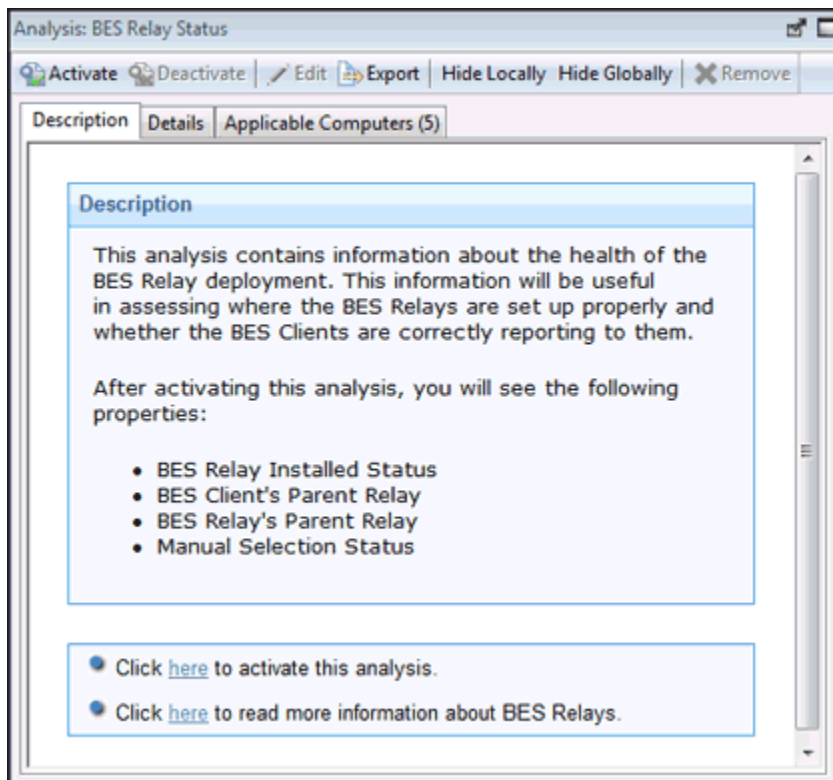 Analysis: BES Relay Status
Activate Deactivate Edit Export Hide Locally Hide Globally Remove
Description Details Applicable Computers (5)
Description
This analysis contains information about the health of the
BES Relay deployment. This information will be useful
in assessing where the BES Relays are set up properly and
whether the BES Clients are correctly reporting to them.
After activating this analysis, you will see the following
properties:
• BES Relay Installed Status
• BES Client's Parent Relay
• BES Relay's Parent Relay
• Manual Selection Status
Click here to activate this analysis.
Click here to read more information about BES Relays.